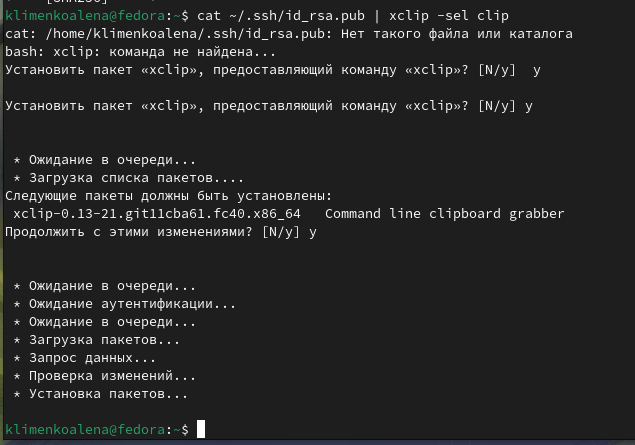 klimenkoalena@fedora:~$ cat ~/.ssh/id_rsa.pub | xclip -sel clip
cat: /home/klimenkoalena/.ssh/id_rsa.pub: Нет такого файла или каталога
bash: xclip: команда не найдена...
Установить пакет «xclip», предоставляющий команду «xclip»? [N/y]  y
Установить пакет «xclip», предоставляющий команду «xclip»? [N/y] y
* Ожидание в очереди...
* Загрузка списка пакетов....
Следующие пакеты должны быть установлены:
xclip-0.13-21.git11cba61.fc40.x86_64   Command line clipboard grabber
Продолжить с этими изменениями? [N/y] y
* Ожидание в очереди...
* Ожидание аутентификации...
* Ожидание в очереди...
* Загрузка пакетов...
* Запрос данных...
* Проверка изменений...
* Установка пакетов...
klimenkoalena@fedora:~$